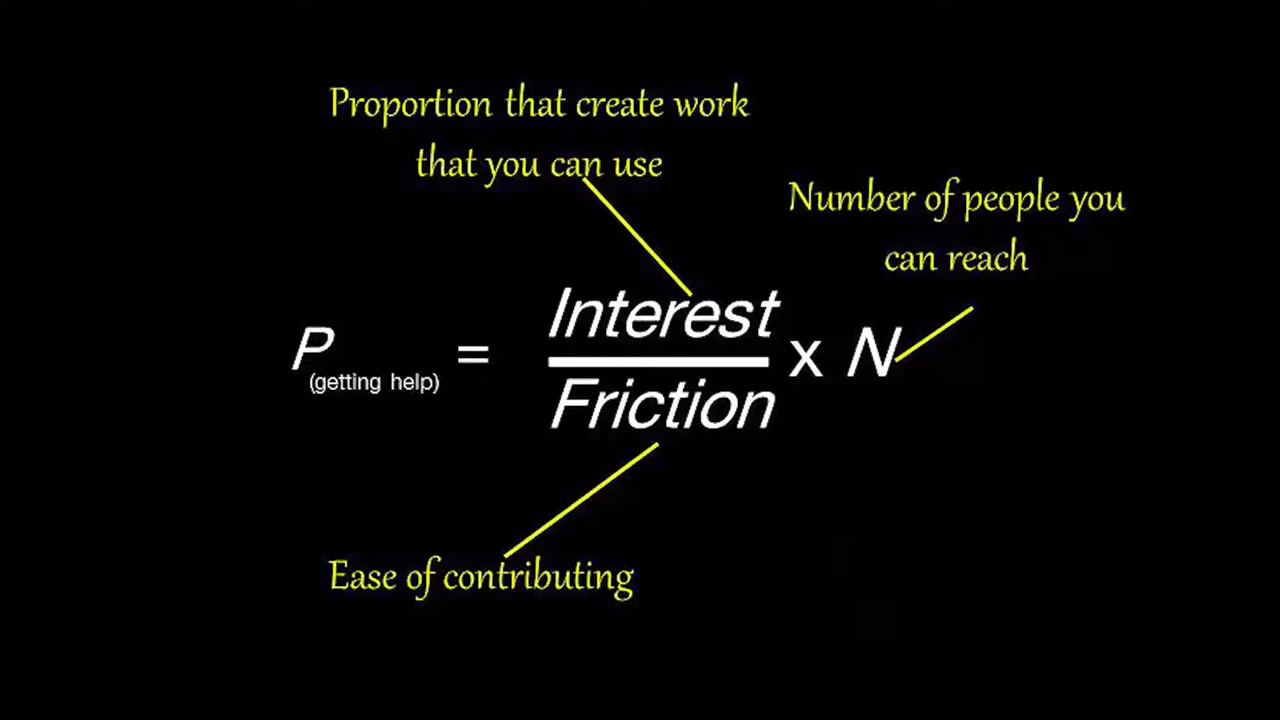 Proportion that create work
that you can use
Number of people you
can reach
Interest
P = x N
(getting help)
Friction
Ease of contributing